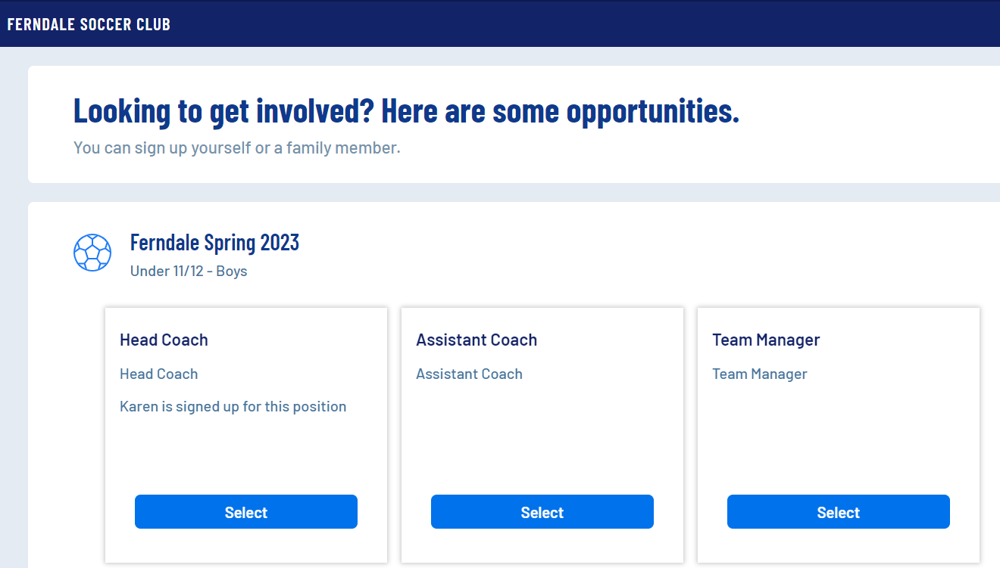 FERNDALE SOCCER CLUB
Looking to get involved? Here are some opportunities.
You can sign up yourself or a family member.
Ferndale Spring 2023
Under 11/12 - Boys
Head Coach
Head Coach
Karen is signed up for this position
Select
Assistant Coach
Assistant Coach
Select
Team Manager
Team Manager
Select